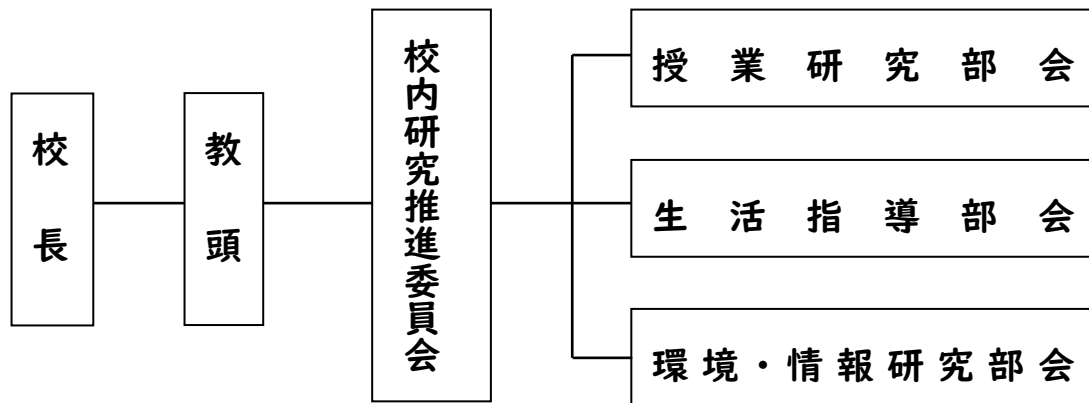 校長
教頭
校内研究推進委員会
授業研究部会
生活指導部会
環境・情報研究部会